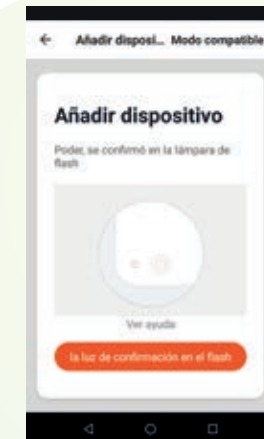 Añadir disposi... Modo compatible
Añadir dispositivo
Poder, se confirmó en la lámpara de
flash
Ver ayuda
la luz de confirmación en el flash